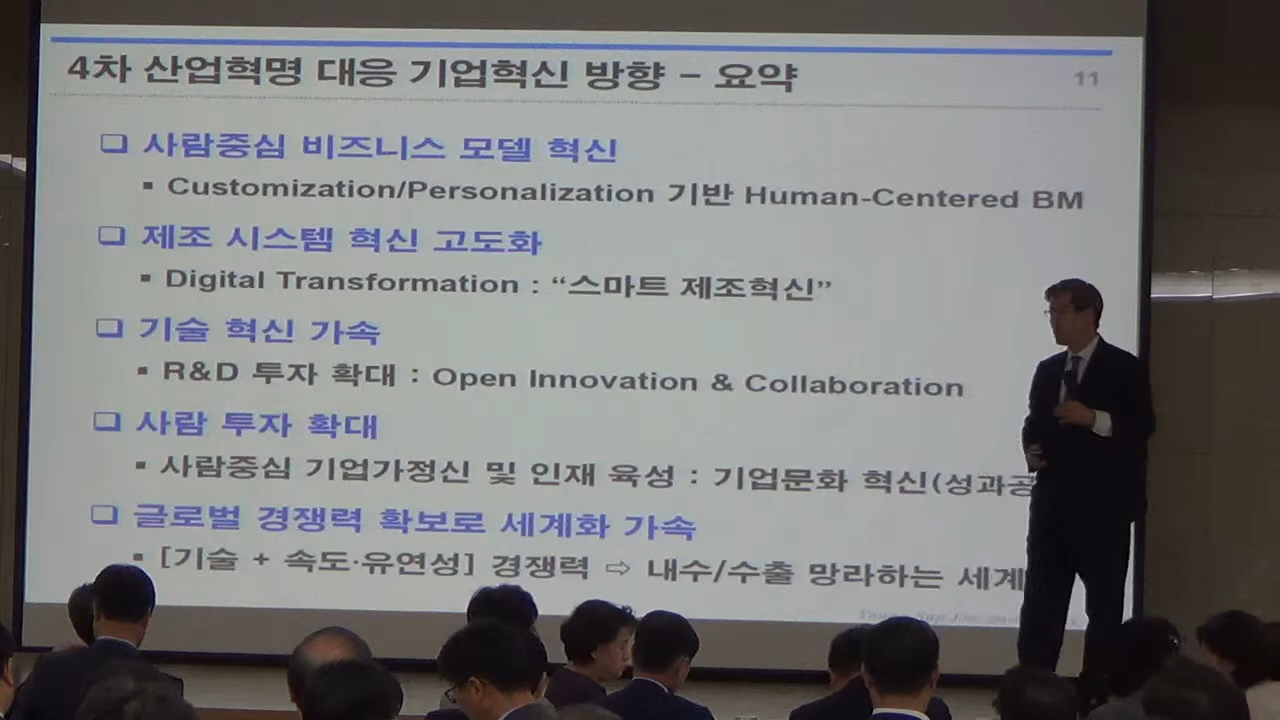 4차 산업혁명 대응 기업혁신 방향 – 요약
11
❑ 사람중심 비즈니스 모델 혁신
▪ Customization/Personalization 기반 Human-Centered BM
❑ 제조 시스템 혁신 고도화
▪ Digital Transformation : “스마트 제조혁신”
❑ 기술 혁신 가속
▪ R&D 투자 확대 : Open Innovation & Collaboration
❑ 사람 투자 확대
▪ 사람중심 기업가정신 및 인재 육성 : 기업문화 혁신(성과공
❑ 글로벌 경쟁력 확보로 세계화 가속
▪ [기술 + 속도·유연성] 경쟁력 ⇨ 내수/수출 망라하는 세계